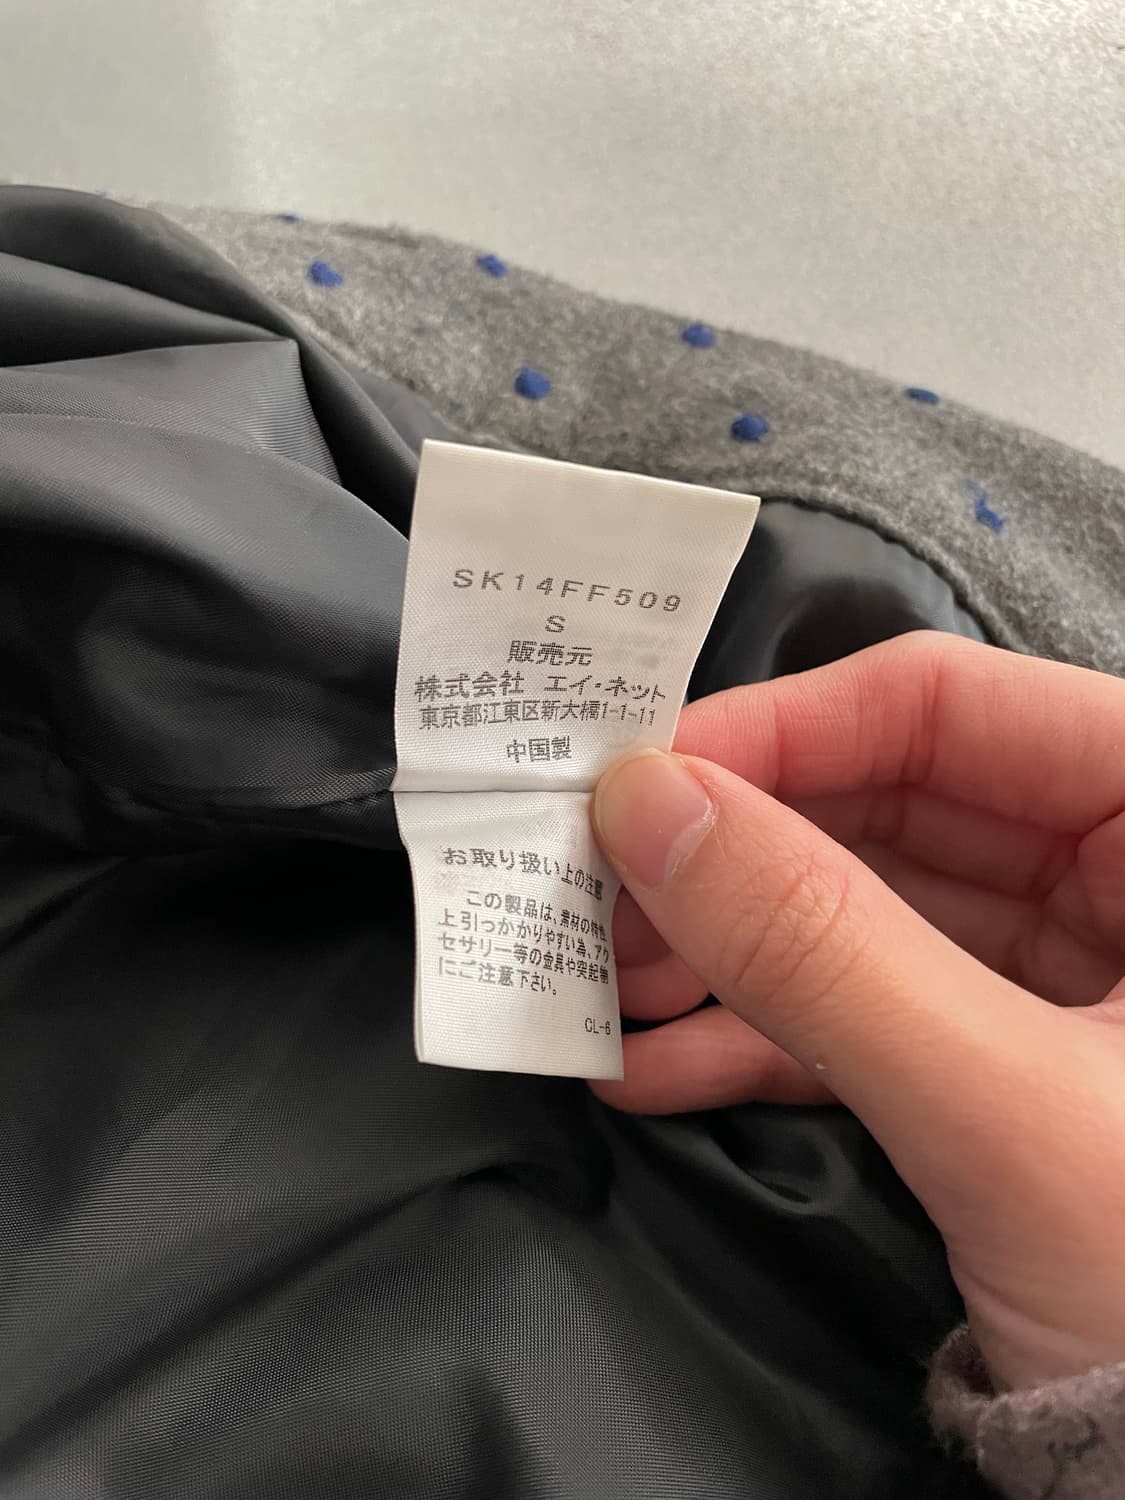 SK14FF509
S
販売元
株式会社 エイ・ネット
東京都江東区新大橋1-1-11
中国製
お取り扱い上の注意
この製品は、素材の特性
上引っかかりやすい為、アク
セサリー等の金具や突起物
にご注意下さい。
CL-6